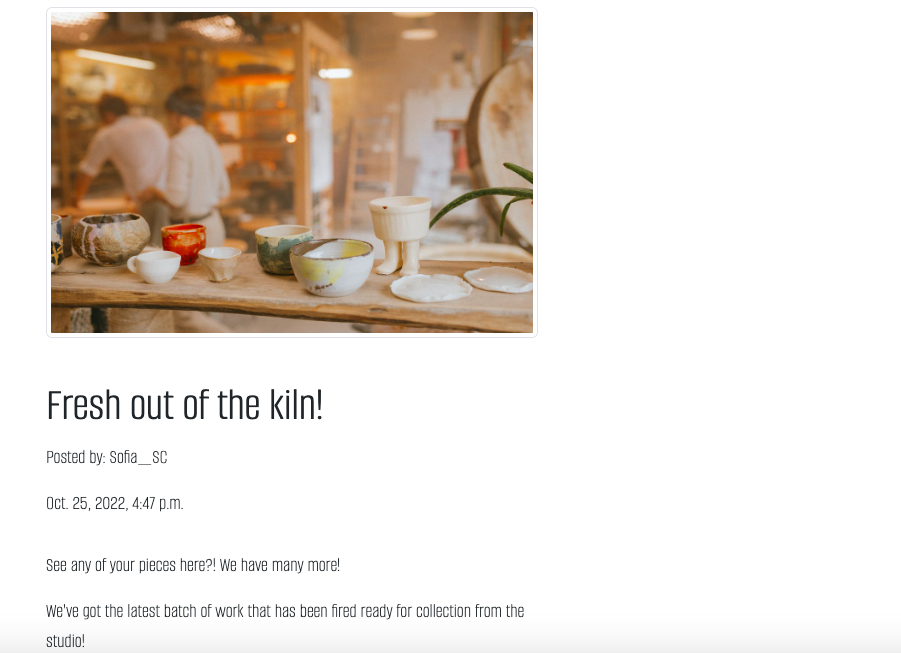 Fresh out of the kiln!
Posted by: Sofia__SC
Oct. 25, 2022, 4:47 p.m.
See any of your pieces here?! We have many more!
We've got the latest batch of work that has been fired ready for collection from the
studio!